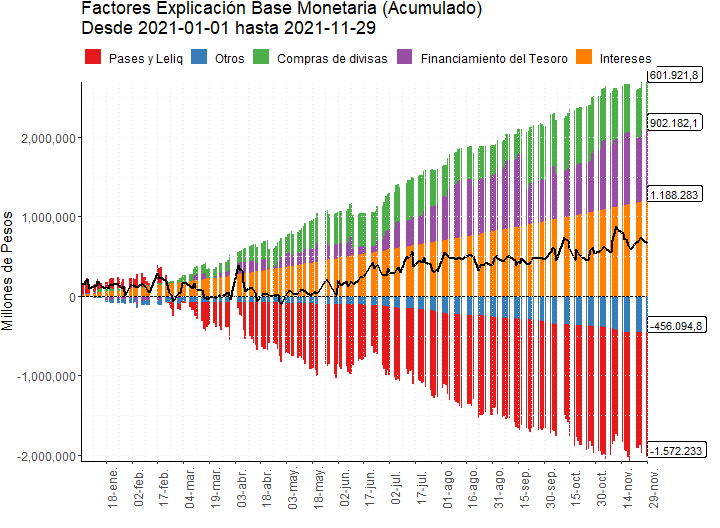 Factores Explicación Base Monetaria (Acumulado)
Desde 2021-01-01 hasta 2021-11-29
Pases y Leliq Otros Compras de divisas Financiamiento del Tesoro Intereses
601.921,8
902.182,1
1.188.283
-456.094,8
-1.572.233
Millones de Pesos
2,000,000
1,000,000
0
-1,000,000
-2,000,000
18-ene.
02-feb.
17-feb.
04-mar.
19-mar.
03-abr.
18-abr.
03-may.
18-may.
02-jun.
17-jun.
02-jul.
17-jul.
01-ago.
16-ago.
31-ago.
15-sep.
30-sep.
15-oct.
30-oct.
14-nov.
29-nov.